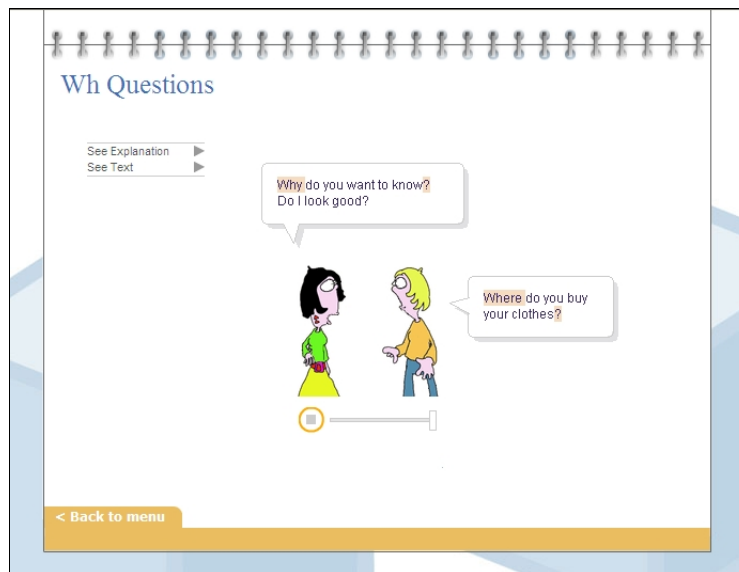 Wh Questions
See Explanation
See Text
Why do you want to know?
Do I look good?
Where do you buy
your clothes?
< Back to menu